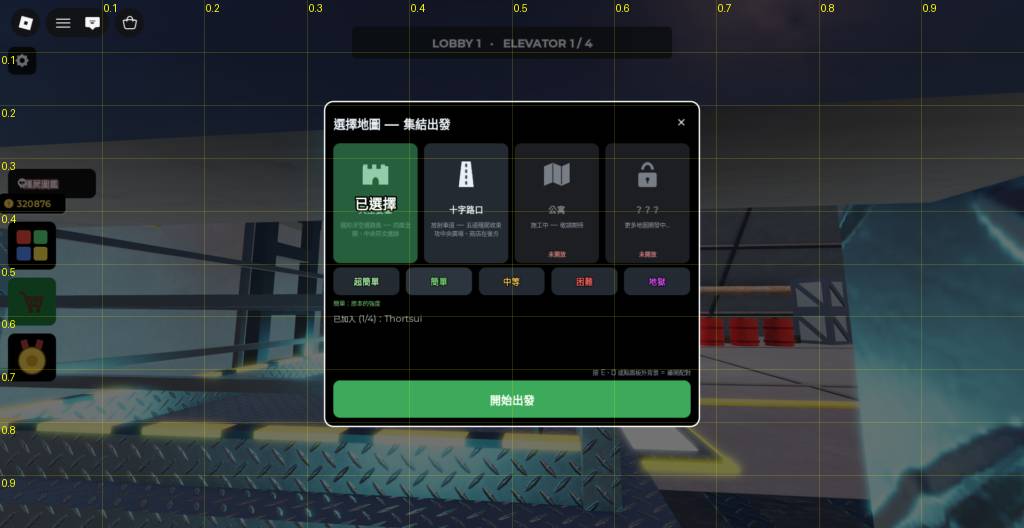 LOBBY 1 · ELEVATOR 1 / 4
320876
選擇地圖 — 集結出發
×
已選擇
十字路口
公寓
施工中 — 敬請期待
未開放
? ? ?
更多地圖開發中..
未開放
超簡單
簡單
中等
困難
地獄
簡單：原本的強度
已加入 (1/4)：Thortsui
開始出發